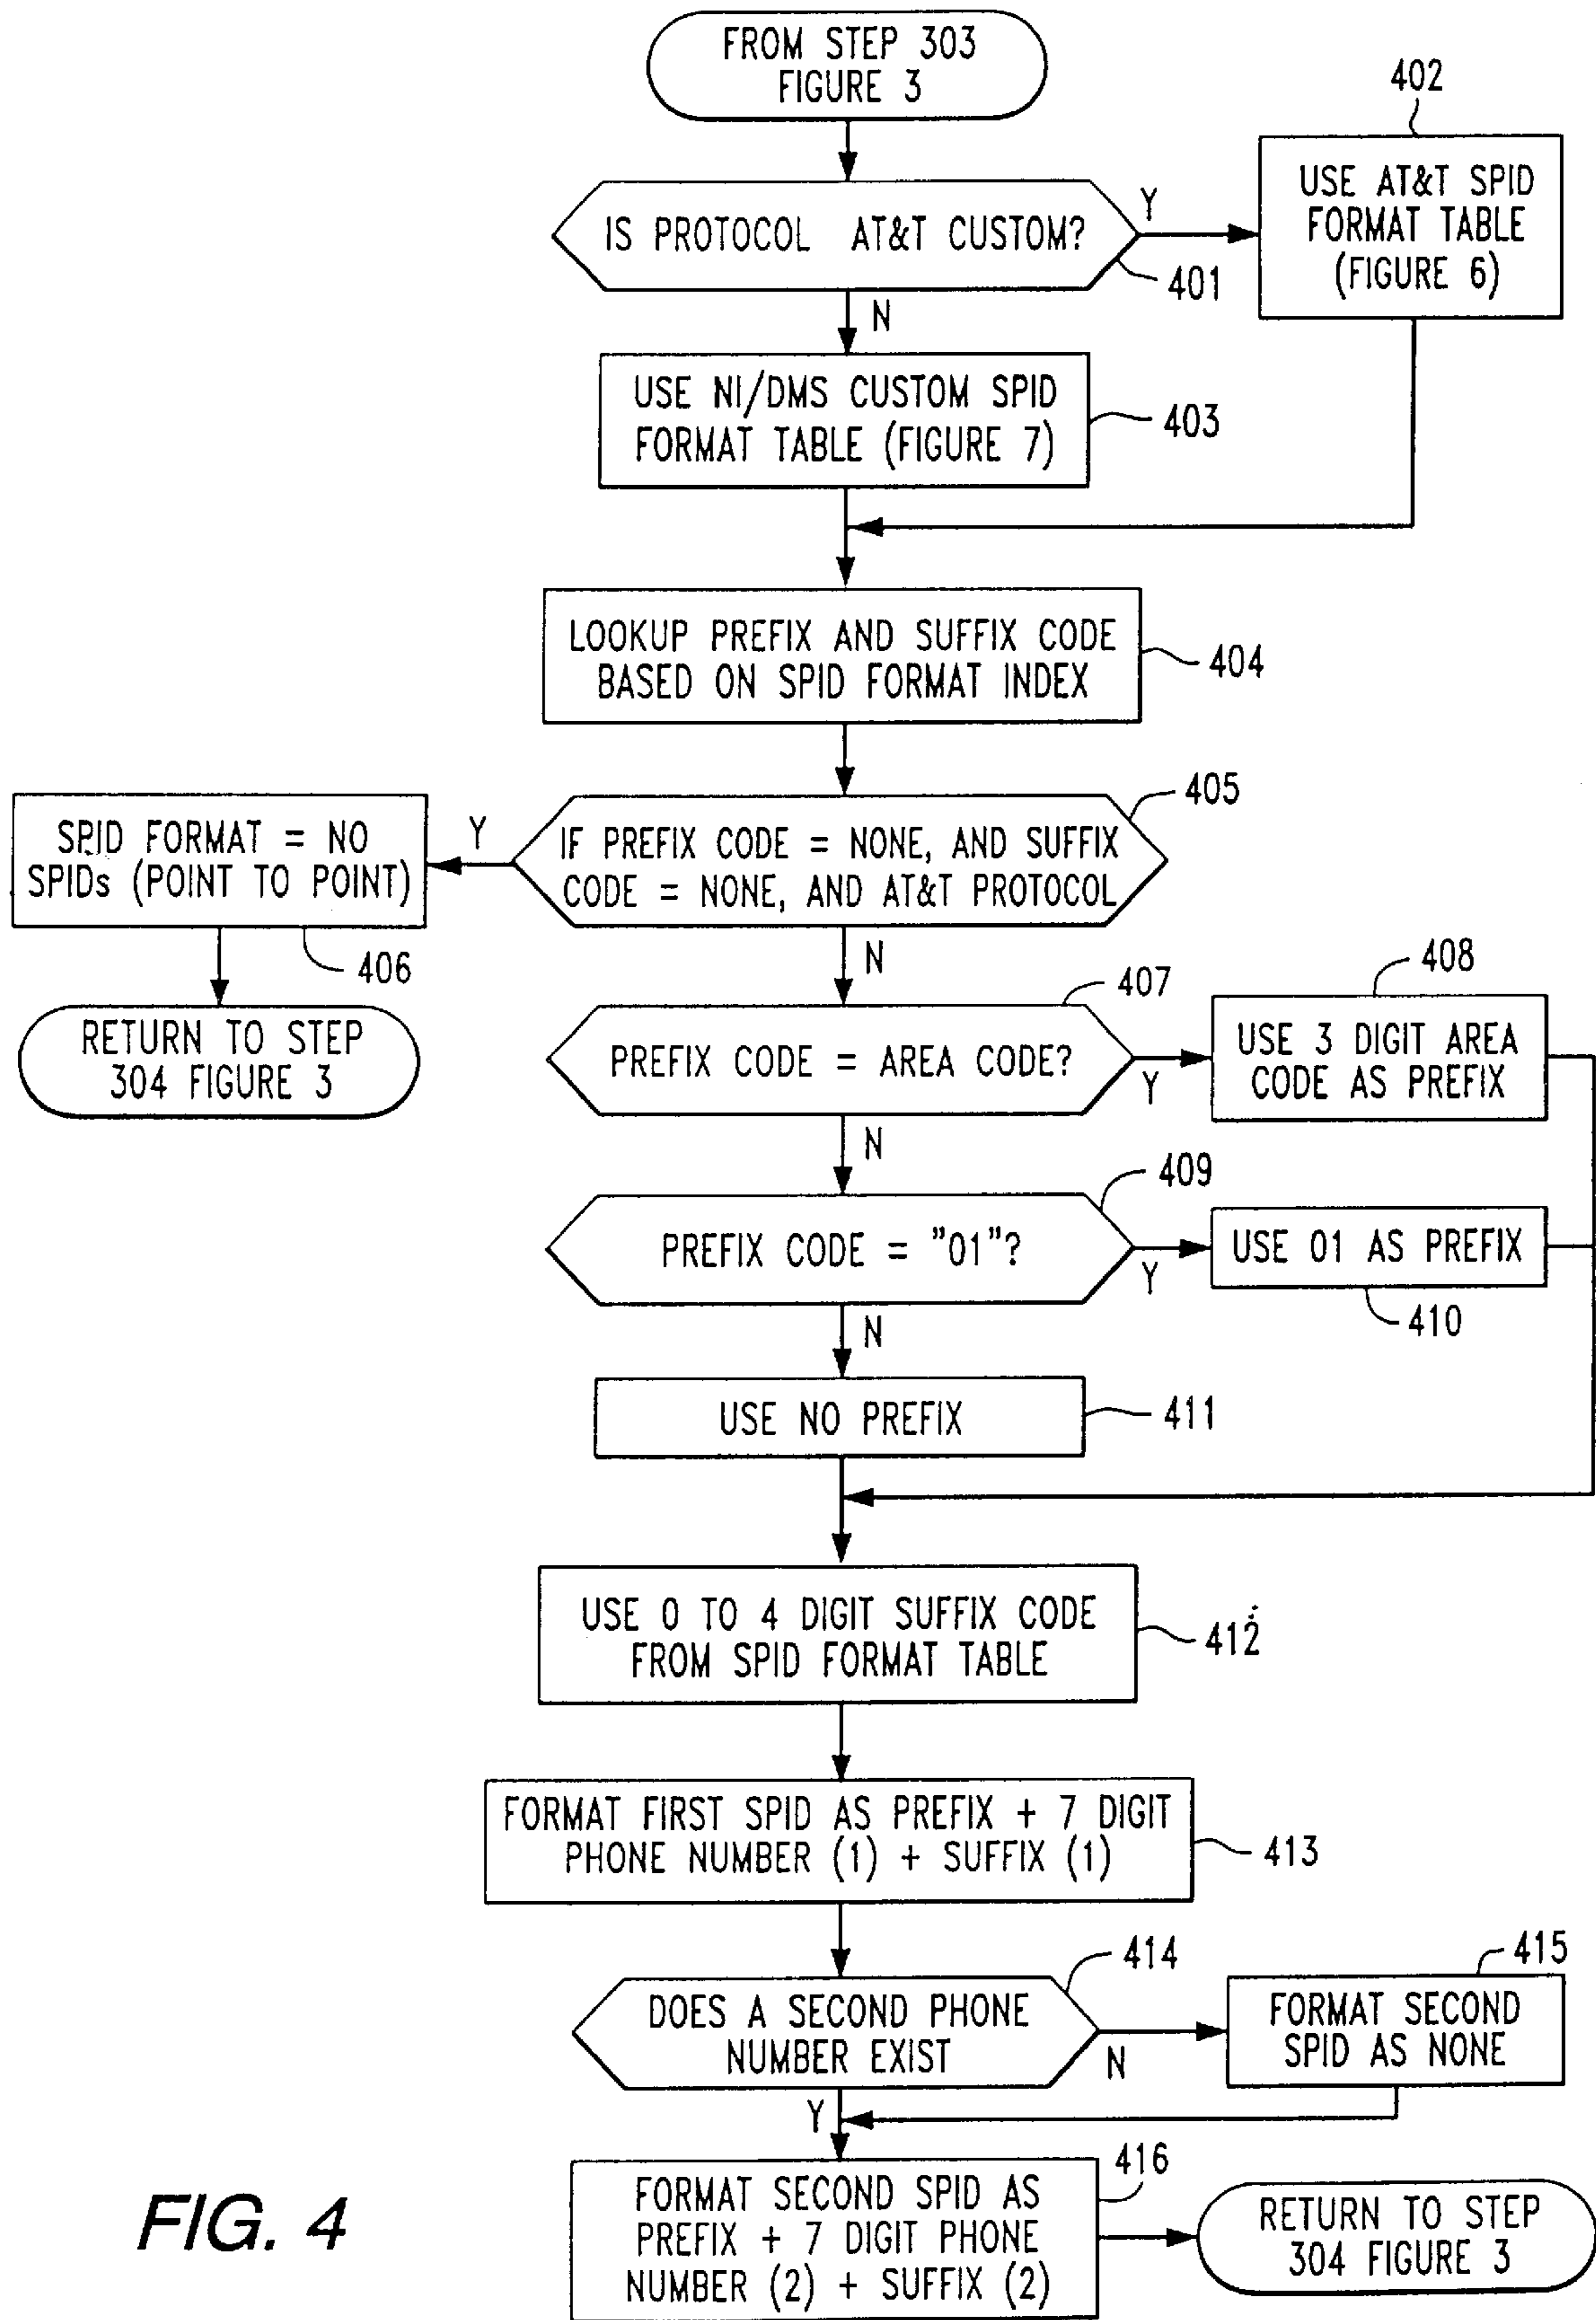 FROM STEP 303
FIGURE 3
402
IS PROTOCOL AT&T CUSTOM?
Y
401
USE AT&T SPID
FORMAT TABLE
(FIGURE 6)
N
USE NI/DMS CUSTOM SPID
FORMAT TABLE (FIGURE 7)
403
LOOKUP PREFIX AND SUFFIX CODE
BASED ON SPID FORMAT INDEX
404
405
IF PREFIX CODE = NONE, AND SUFFIX
CODE = NONE, AND AT&T PROTOCOL
Y
SPID FORMAT = NO
SPIDs (POINT TO POINT)
406
RETURN TO STEP
304 FIGURE 3
N
407
PREFIX CODE = AREA CODE?
Y
408
USE 3 DIGIT AREA
CODE AS PREFIX
N
409
PREFIX CODE = "01"?
Y
USE 01 AS PREFIX
410
N
USE NO PREFIX
411
USE 0 TO 4 DIGIT SUFFIX CODE
FROM SPID FORMAT TABLE
412
FORMAT FIRST SPID AS PREFIX + 7 DIGIT
PHONE NUMBER (1) + SUFFIX (1)
413
414
DOES A SECOND PHONE
NUMBER EXIST
N
415
FORMAT SECOND
SPID AS NONE
Y
416
FORMAT SECOND SPID AS
PREFIX + 7 DIGIT PHONE
NUMBER (2) + SUFFIX (2)
RETURN TO STEP
304 FIGURE 3
FIG. 4